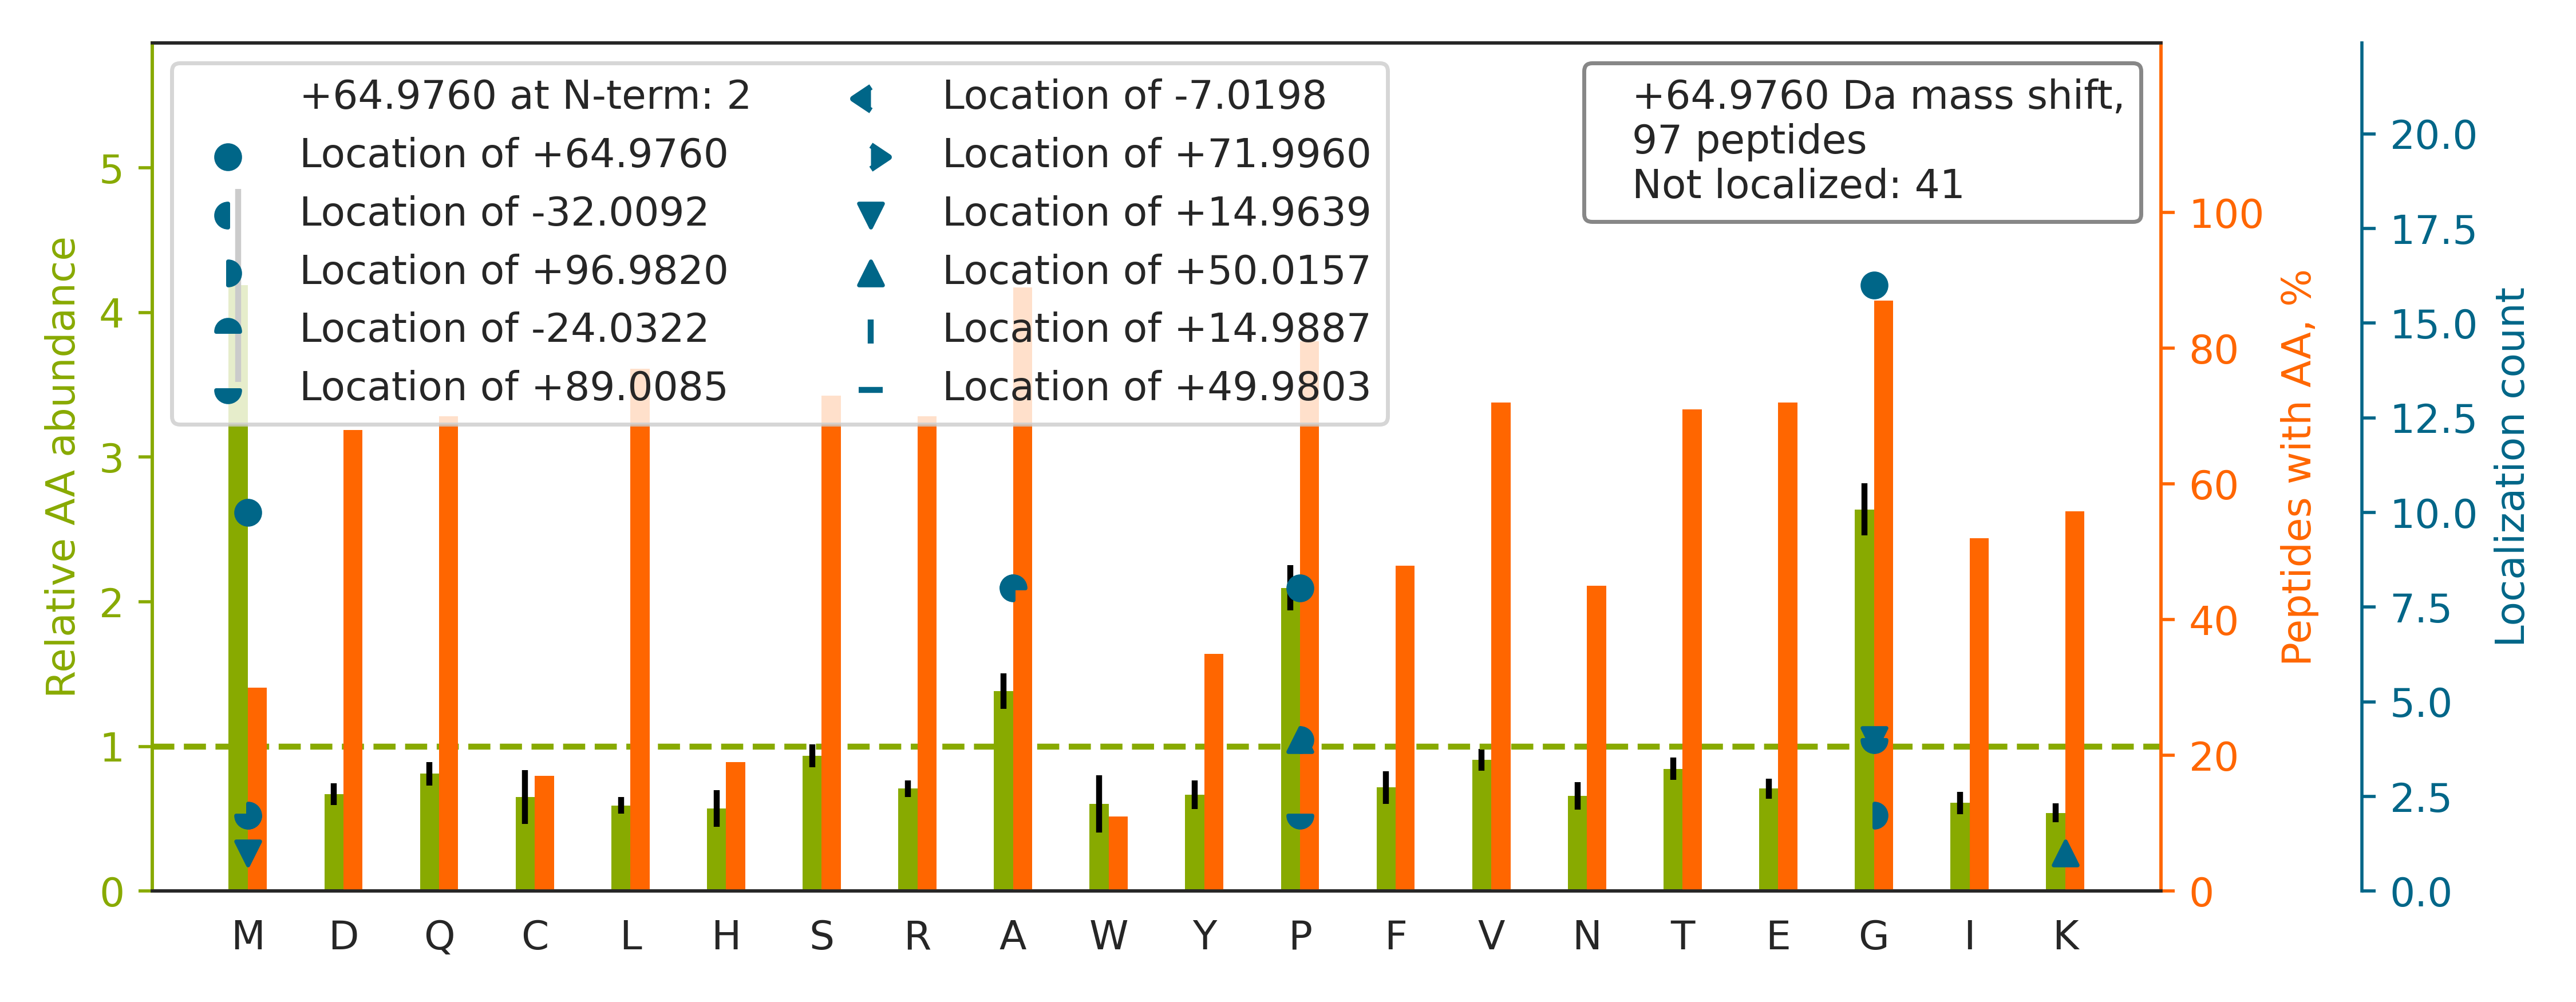 +64.9760 at N-term: 2
Location of +64.9760
Location of -32.0092
Location of +96.9820
Location of -24.0322
Location of +89.0085
Location of -7.0198
Location of +71.9960
Location of +14.9639
Location of +50.0157
Location of +14.9887
Location of +49.9803
+64.9760 Da mass shift,
97 peptides
Not localized: 41
Relative AA abundance
5
4
3
2
1
0
M D Q C L H S R A W Y P F V N T E G I K
100
80
60
40
20
0
Peptides with AA, %
20.0
17.5
15.0
12.5
10.0
7.5
5.0
2.5
0.0
Localization count